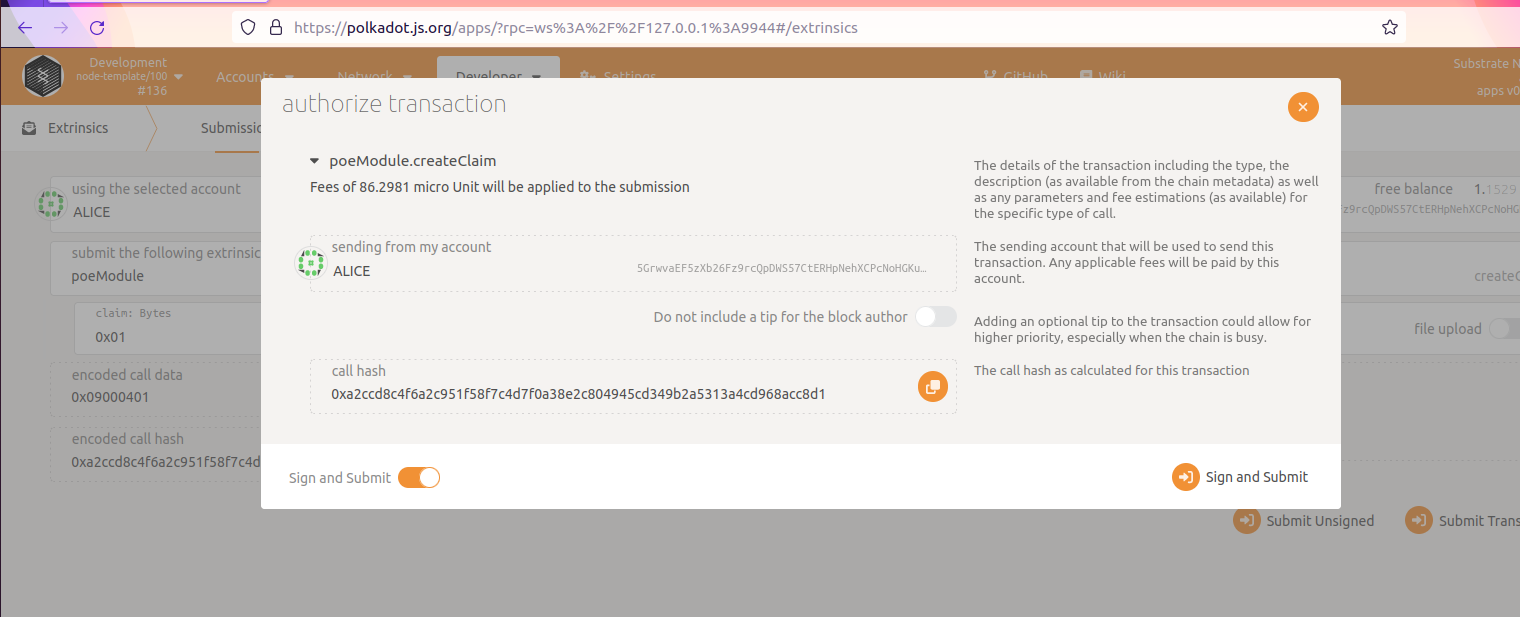 https://polkadot.js.org/apps/?rpc=ws%3A%2F%2F127.0.0.1%3A9944#/extrinsics
Development
node-template/100
#136
Accounts
Network
Developer
Settings
GitHub
Wiki
Substrate N
apps v0
Extrinsics
Submissio
authorize transaction
poeModule.createClaim
Fees of 86.2981 micro Unit will be applied to the submission
The details of the transaction including the type, the
description (as available from the chain metadata) as well
as any parameters and fee estimations (as available) for
the specific type of call.
sending from my account
ALICE
5GrwvaEF5zXb26Fz9rcQpDWS57CtERHpNehXCPcNoHGKu...
The sending account that will be used to send this
transaction. Any applicable fees will be paid by this
account.
Do not include a tip for the block author
Adding an optional tip to the transaction could allow for
higher priority, especially when the chain is busy.
call hash
0xa2ccd8c4f6a2c951f58f7c4d7f0a38e2c804945cd349b2a5313a4cd968acc8d1
The call hash as calculated for this transaction
Sign and Submit
Sign and Submit
using the selected account
ALICE
free balance
1.1529
Fz9rcQpDWS57CtERHpNehXCPcNoHG
submit the following extrinsic
poeModule
createC
claim: Bytes
0x01
file upload
encoded call data
0x09000401
encoded call hash
0xa2ccd8c4f6a2c951f58f7c4d
Submit Unsigned
Submit Trans